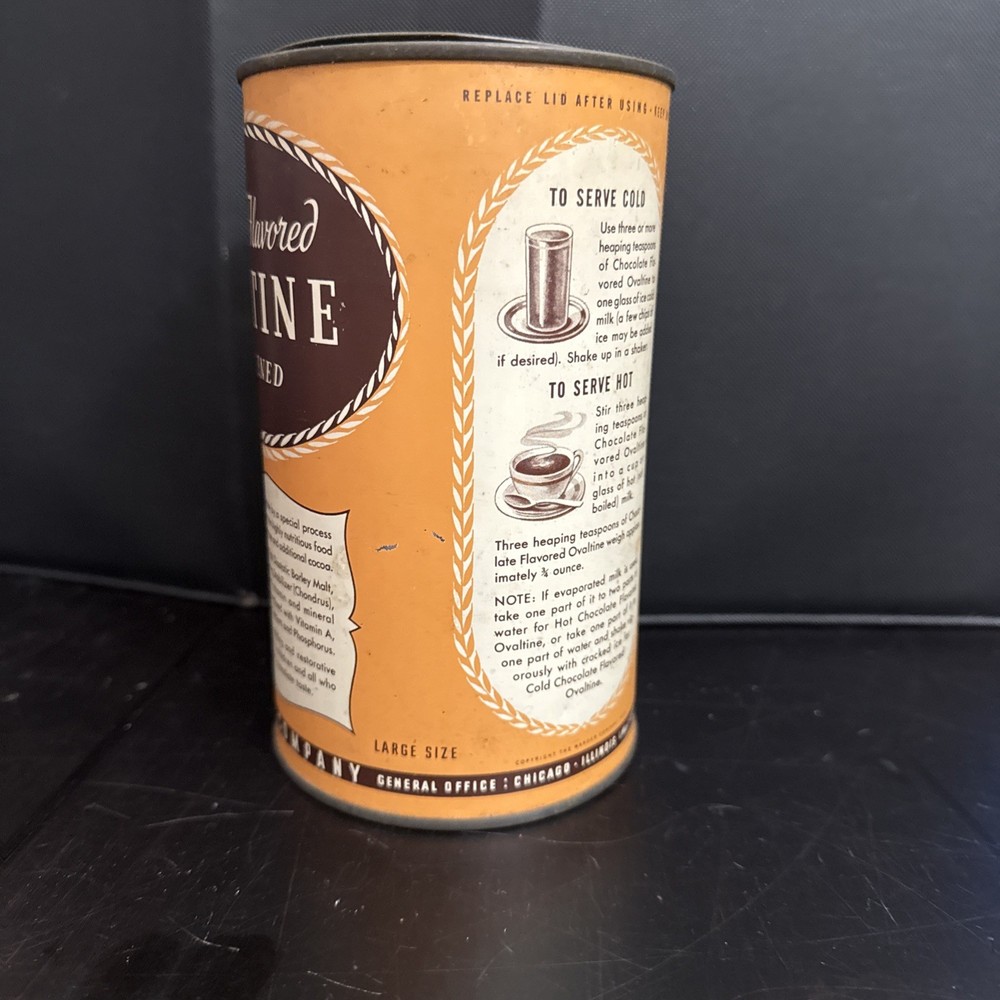 REPLACE LID AFTER USING - KEEP
Flavored
TINE
NED
TO SERVE COLD
Use three or more
heaping teaspoons
of Chocolate Fla-
vored Ovaltine to
one glass of ice cold
milk (a few chips of
ice may be added
if desired). Shake up in a shaker.
TO SERVE HOT
Stir three heap-
ing teaspoons of
Chocolate Fla-
vored Ovaltine
into a cup or
glass of hot (not
boiled) milk.
Three heaping teaspoons of Choco-
late Flavored Ovaltine weigh approx-
imately ¾ ounce.
NOTE: If evaporated milk is used
take one part of it to two parts
water for Hot Chocolate Flavored
Ovaltine, or take one part of it
one part of water and shake
orously with cracked ice for
Cold Chocolate Flavored
Ovaltine.
a special process
nutritious food
additional cocoa.
Barley Malt,
(Chondrus),
and mineral
with Vitamin A,
and Phosphorus.
and restorative
and all who
taste.
LARGE SIZE
COPYRIGHT THE WANDER
COMPANY GENERAL OFFICE: CHICAGO · ILLINOIS